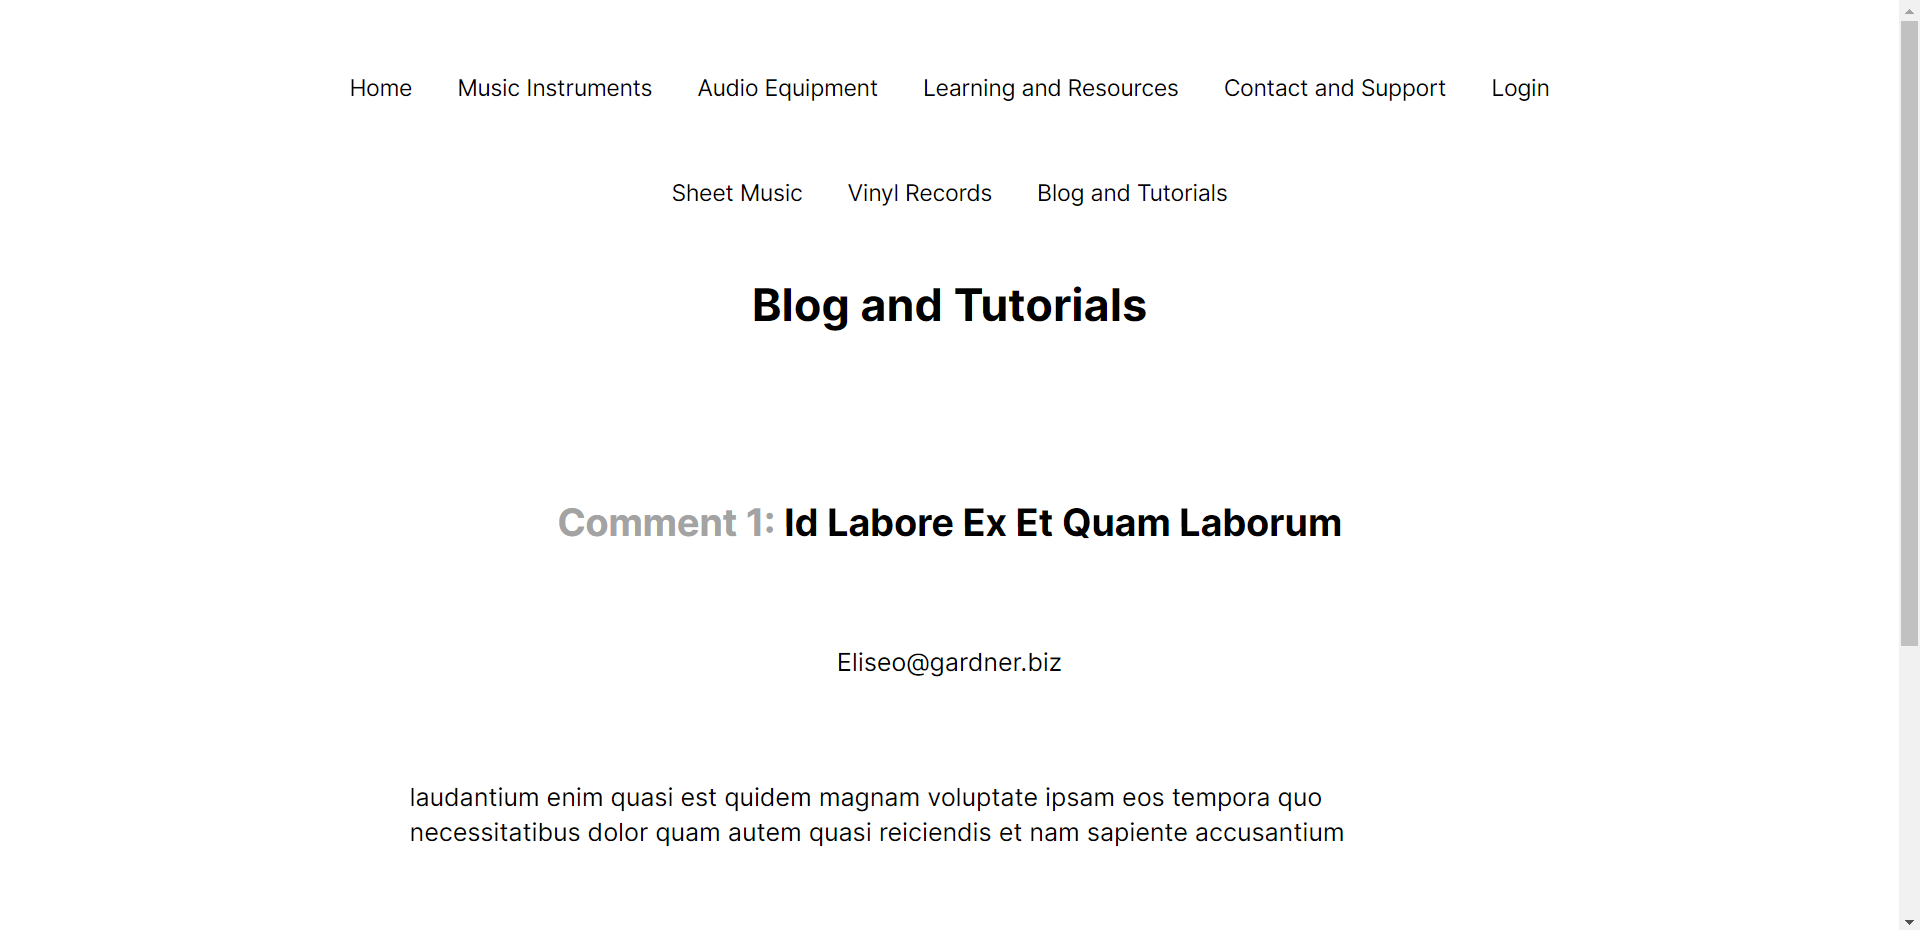 Home Music Instruments Audio Equipment Learning and Resources Contact and Support Login
Sheet Music Vinyl Records Blog and Tutorials
Blog and Tutorials
Comment 1: Id Labore Ex Et Quam Laborum
Eliseo@gardner.biz
laudantium enim quasi est quidem magnam voluptate ipsam eos tempora quo
necessitatibus dolor quam autem quasi reiciendis et nam sapiente accusantium